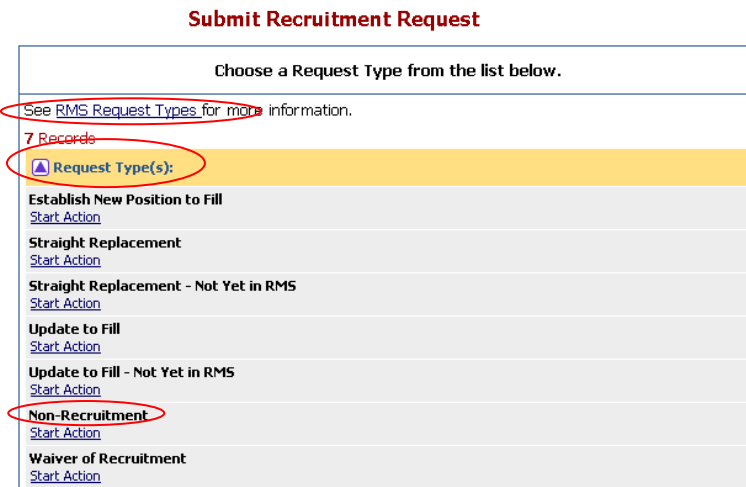 Submit Recruitment Request
Choose a Request Type from the list below.
See RMS Request Types for more information.
7 Records
Request Type(s):
Establish New Position to Fill
Start Action
Straight Replacement
Start Action
Straight Replacement - Not Yet in RMS
Start Action
Update to Fill
Start Action
Update to Fill - Not Yet in RMS
Start Action
Non-Recruitment
Start Action
Waiver of Recruitment
Start Action